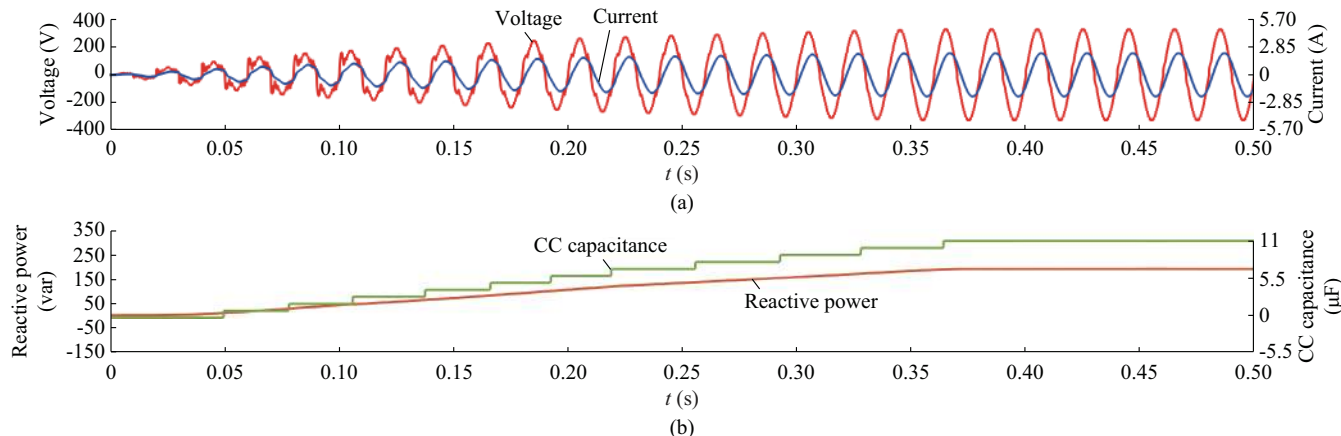 Voltage
Current
Voltage (V)
400
200
0
-200
-400
5.70
2.85
0
-2.85
-5.70
Current (A)
0 0.05 0.10 0.15 0.20 0.25 0.30 0.35 0.40 0.45 0.50
t (s)
(a)
Reactive power
(var)
350
250
150
50
-50
-150
CC capacitance
Reactive power
11
5.5
0
-5.5
CC capacitance
(μF)
0 0.05 0.10 0.15 0.20 0.25 0.30 0.35 0.40 0.45 0.50
t (s)
(b)